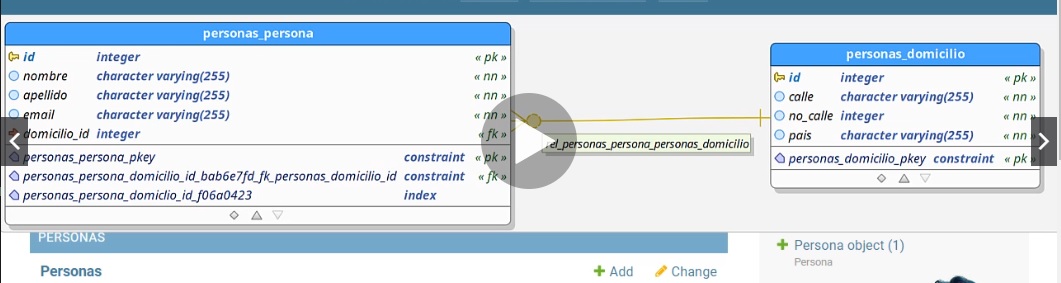 personas_persona
id integer « pk »
nombre character varying(255) « nn »
apellido character varying(255) « nn »
email character varying(255) « nn »
domicilio_id integer « fk »
personas_persona_pkey constraint « pk »
personas_persona_domicilio_id_bab6e7fd_fk_personas_domicilio_id constraint « fk »
personas_persona_domiclio_id_f06a0423 index
el_personas_persona_personas_domicilio
personas_domicilio
id integer « pk »
calle character varying(255) « nn »
no_calle integer « nn »
pais character varying(255) « nn »
personas_domicilio_pkey constraint « pk »
PERSONAS
Personas Add Change
Persona object (1)
Persona